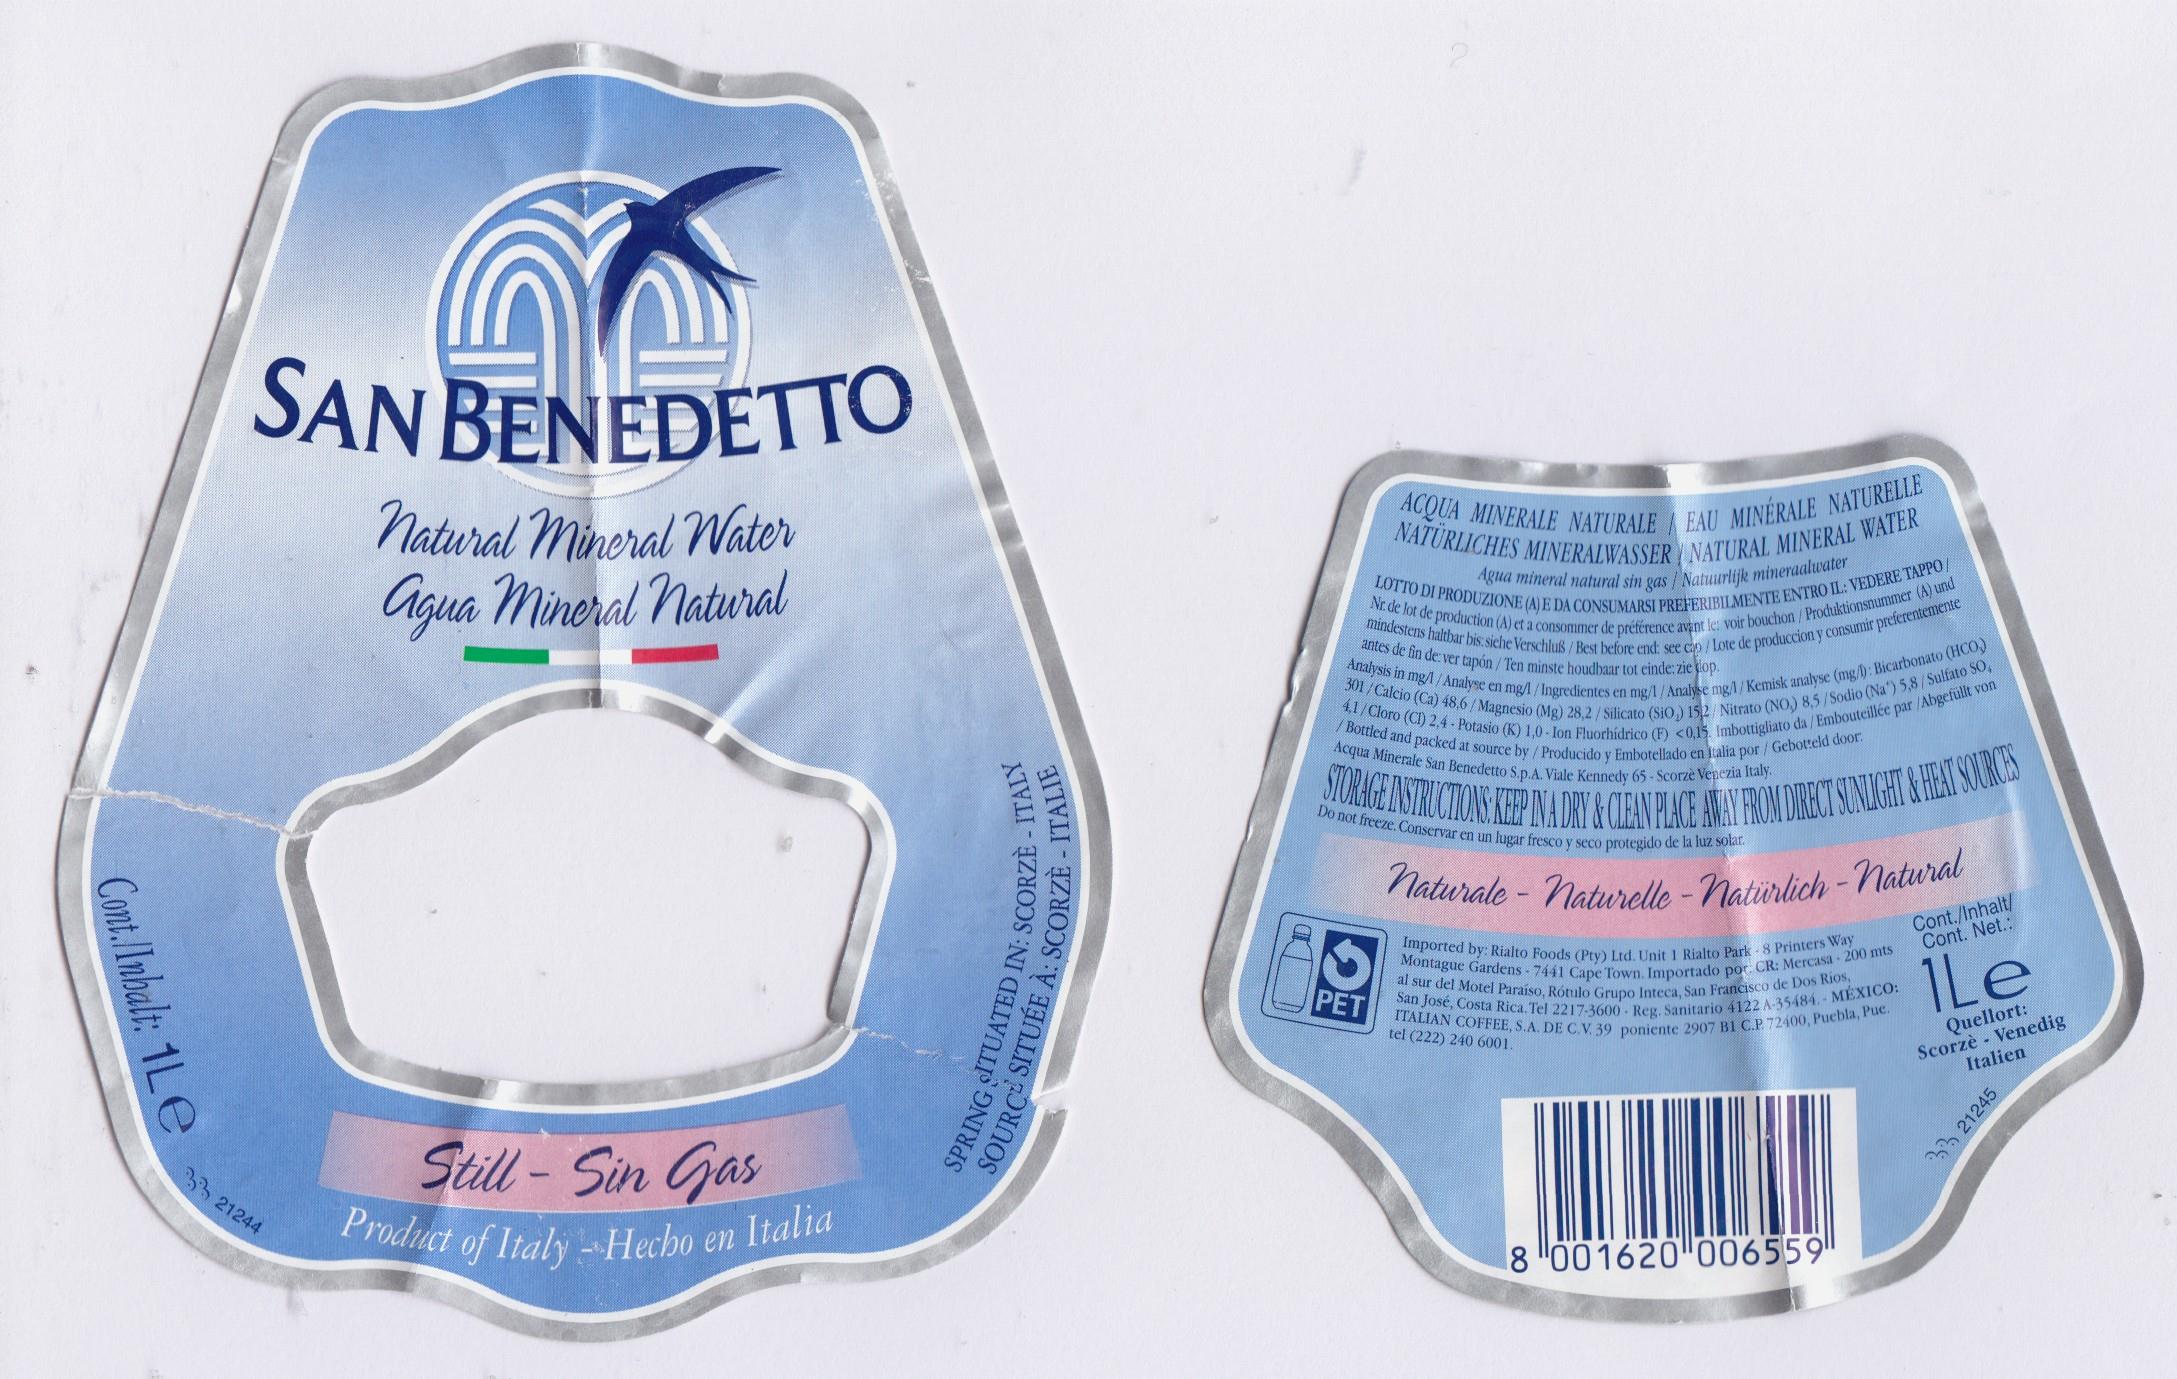 SAN BENEDETTO
Natural Mineral Water
Agua Mineral Natural
Cont./Inhalt: 1L e
SPRING SITUATED IN: SCORZÈ - ITALY
SOURCE SITUÉE À: SCORZÈ - ITALIE
Still - Sin Gas
Product of Italy - Hecho en Italia
21244
ACQUA MINERALE NATURALE / EAU MINÉRALE NATURELLE
NATÜRLICHES MINERALWASSER / NATURAL MINERAL WATER
Agua mineral natural sin gas / Natuurlijk mineraalwater
LOTTO DI PRODUZIONE (A) E DA CONSUMARSI PREFERIBILMENTE ENTRO IL: VEDERE TAPPO /
Nr. de lot de production (A) et a consommer de préférence avant le: voir bouchon / Produktionsnummer (A) und
mindestens haltbar bis: siehe Verschluß / Best before end: see cap / Lote de produccion y consumir preferentemente
antes de fin de: ver tapón / Ten minste houdbaar tot einde: zie dop.
Analysis in mg/l / Analyse en mg/l / Ingredientes en mg/l / Analyse mg/l / Kemisk analyse (mg/l): Bicarbonato (HCO₃)
301 / Calcio (Ca) 48,6 / Magnesio (Mg) 28,2 / Silicato (SiO₂) 15,2 / Nitrato (NO₃) 8,5 / Sodio (Na⁺) 5,8 / Sulfato SO₄
4,1 / Cloro (Cl) 2,4 - Potasio (K) 1,0 - Ion Fluorhídrico (F) <0,15. Imbottigliato da / Embouteillée par / Abgefüllt von
/ Bottled and packed at source by / Producido y Embotellado en Italia por / Gebotteld door:
Acqua Minerale San Benedetto S.p.A. Viale Kennedy 65 - Scorzè Venezia Italy.
STORAGE INSTRUCTIONS: KEEP IN A DRY & CLEAN PLACE AWAY FROM DIRECT SUNLIGHT & HEAT SOURCES
Do not freeze. Conservar en un lugar fresco y seco protegido de la luz solar.
Naturale - Naturelle - Natürlich - Natural
PET
Imported by: Rialto Foods (Pty) Ltd. Unit 1 Rialto Park - 8 Printers Way
Montague Gardens - 7441 Cape Town. Importado por CR: Mercasa - 200 mts
al sur del Motel Paraíso, Rótulo Grupo Inteca, San Francisco de Dos Rios,
San José, Costa Rica. Tel 2217-3600 - Reg. Sanitario 4122 A-35484. - MÉXICO:
ITALIAN COFFEE, S.A. DE C.V. 39 poniente 2907 B1 C.P. 72400, Puebla, Pue.
tel (222) 240 6001.
Cont./Inhalt/
Cont. Net.:
1L e
Quellort:
Scorzè - Venedig
Italien
21245
8 001620 006559